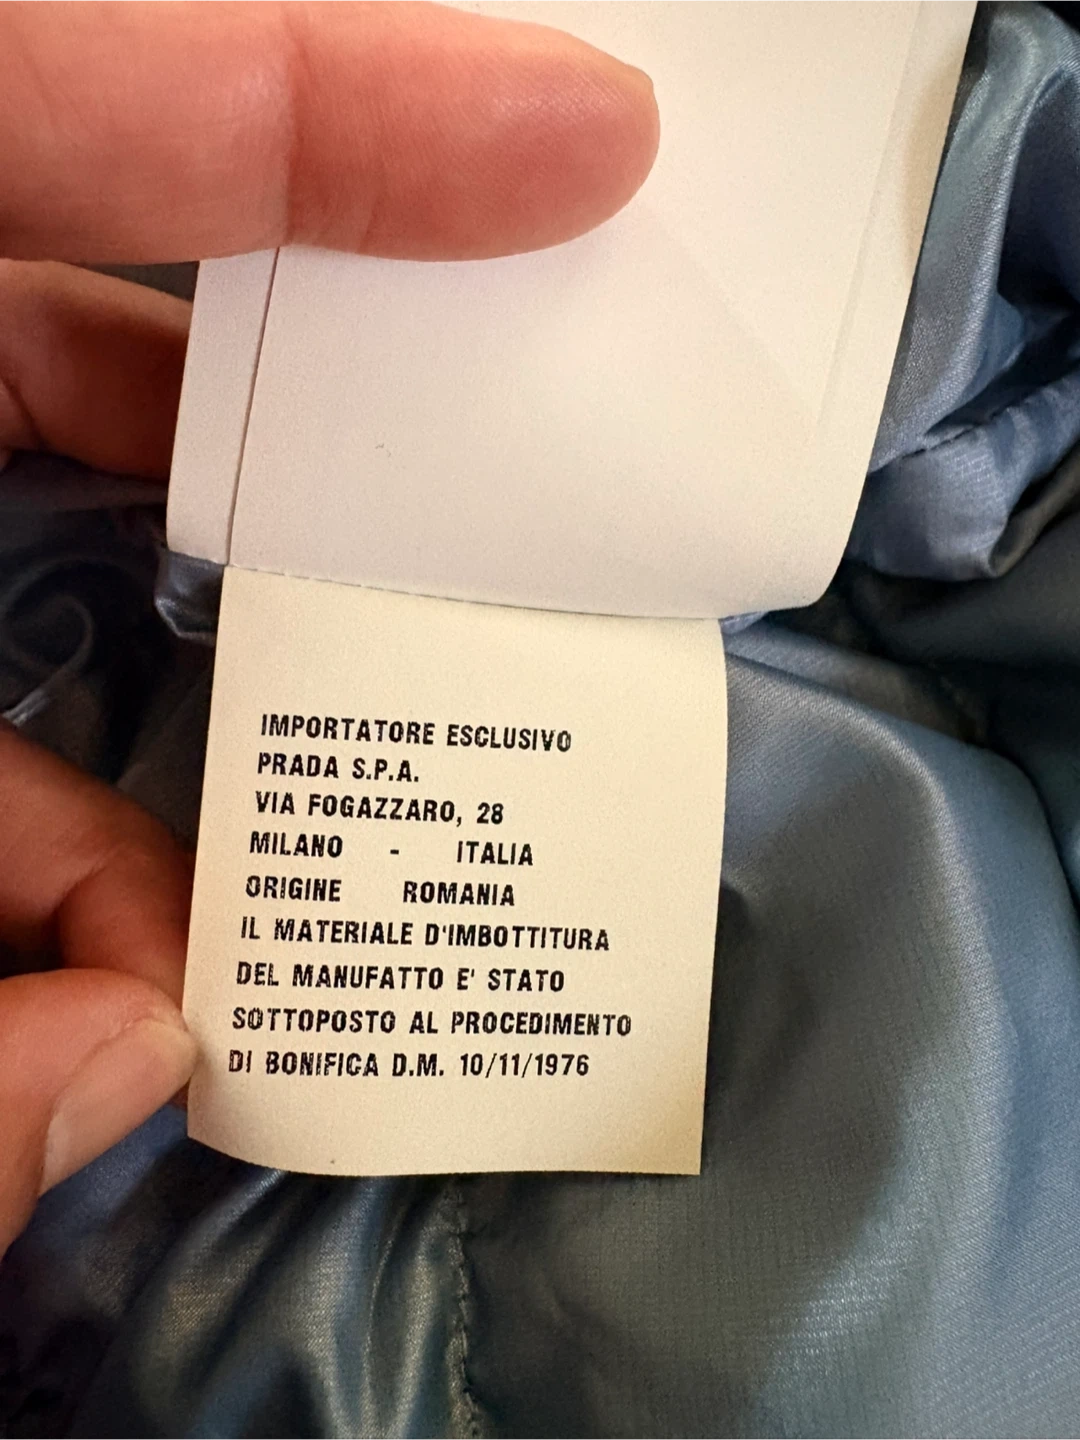 IMPORTATORE ESCLUSIVO
PRADA S.P.A.
VIA FOGAZZARO, 28
MILANO - ITALIA
ORIGINE ROMANIA
IL MATERIALE D'IMBOTTITURA
DEL MANUFATTO E' STATO
SOTTOPOSTO AL PROCEDIMENTO
DI BONIFICA D.M. 10/11/1976